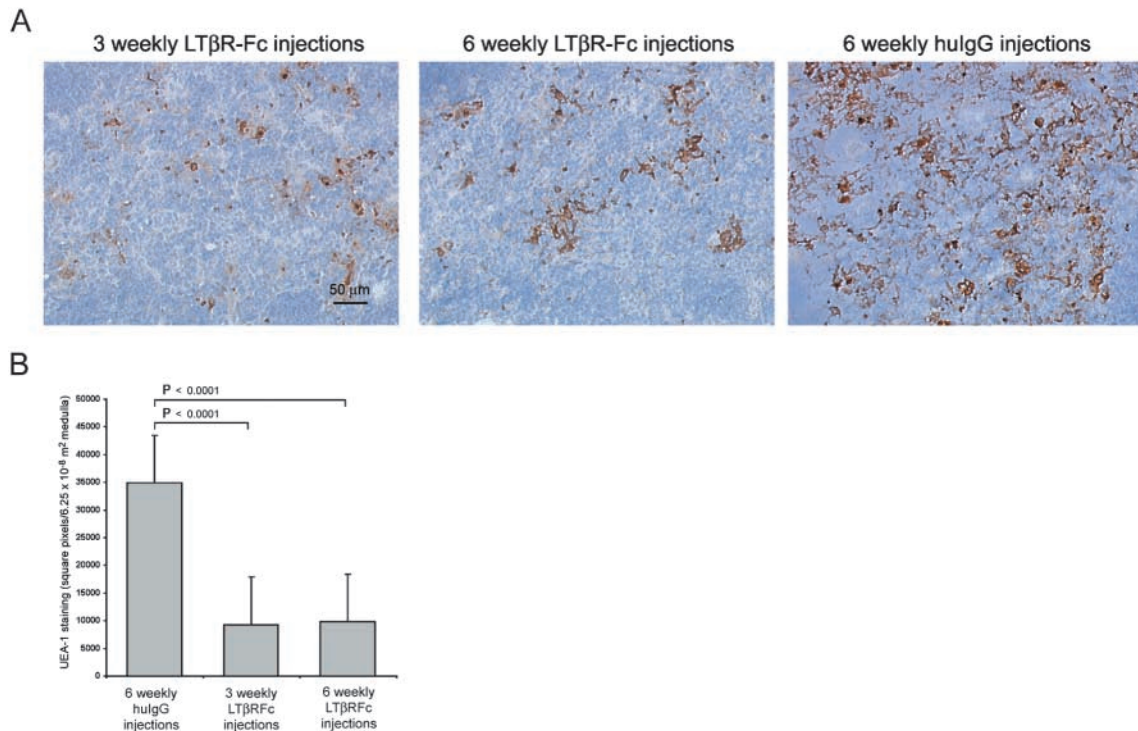 A
3 weekly LTβR-Fc injections
6 weekly LTβR-Fc injections
6 weekly huIgG injections
50 μm
B
P < 0.0001
P < 0.0001
UEA-1 staining (square pixels/6.25 x 10⁻⁸ m² medulla)
50000
45000
40000
35000
30000
25000
20000
15000
10000
5000
0
6 weekly
huIgG
injections
3 weekly
LTβRFc
injections
6 weekly
LTβRFc
injections